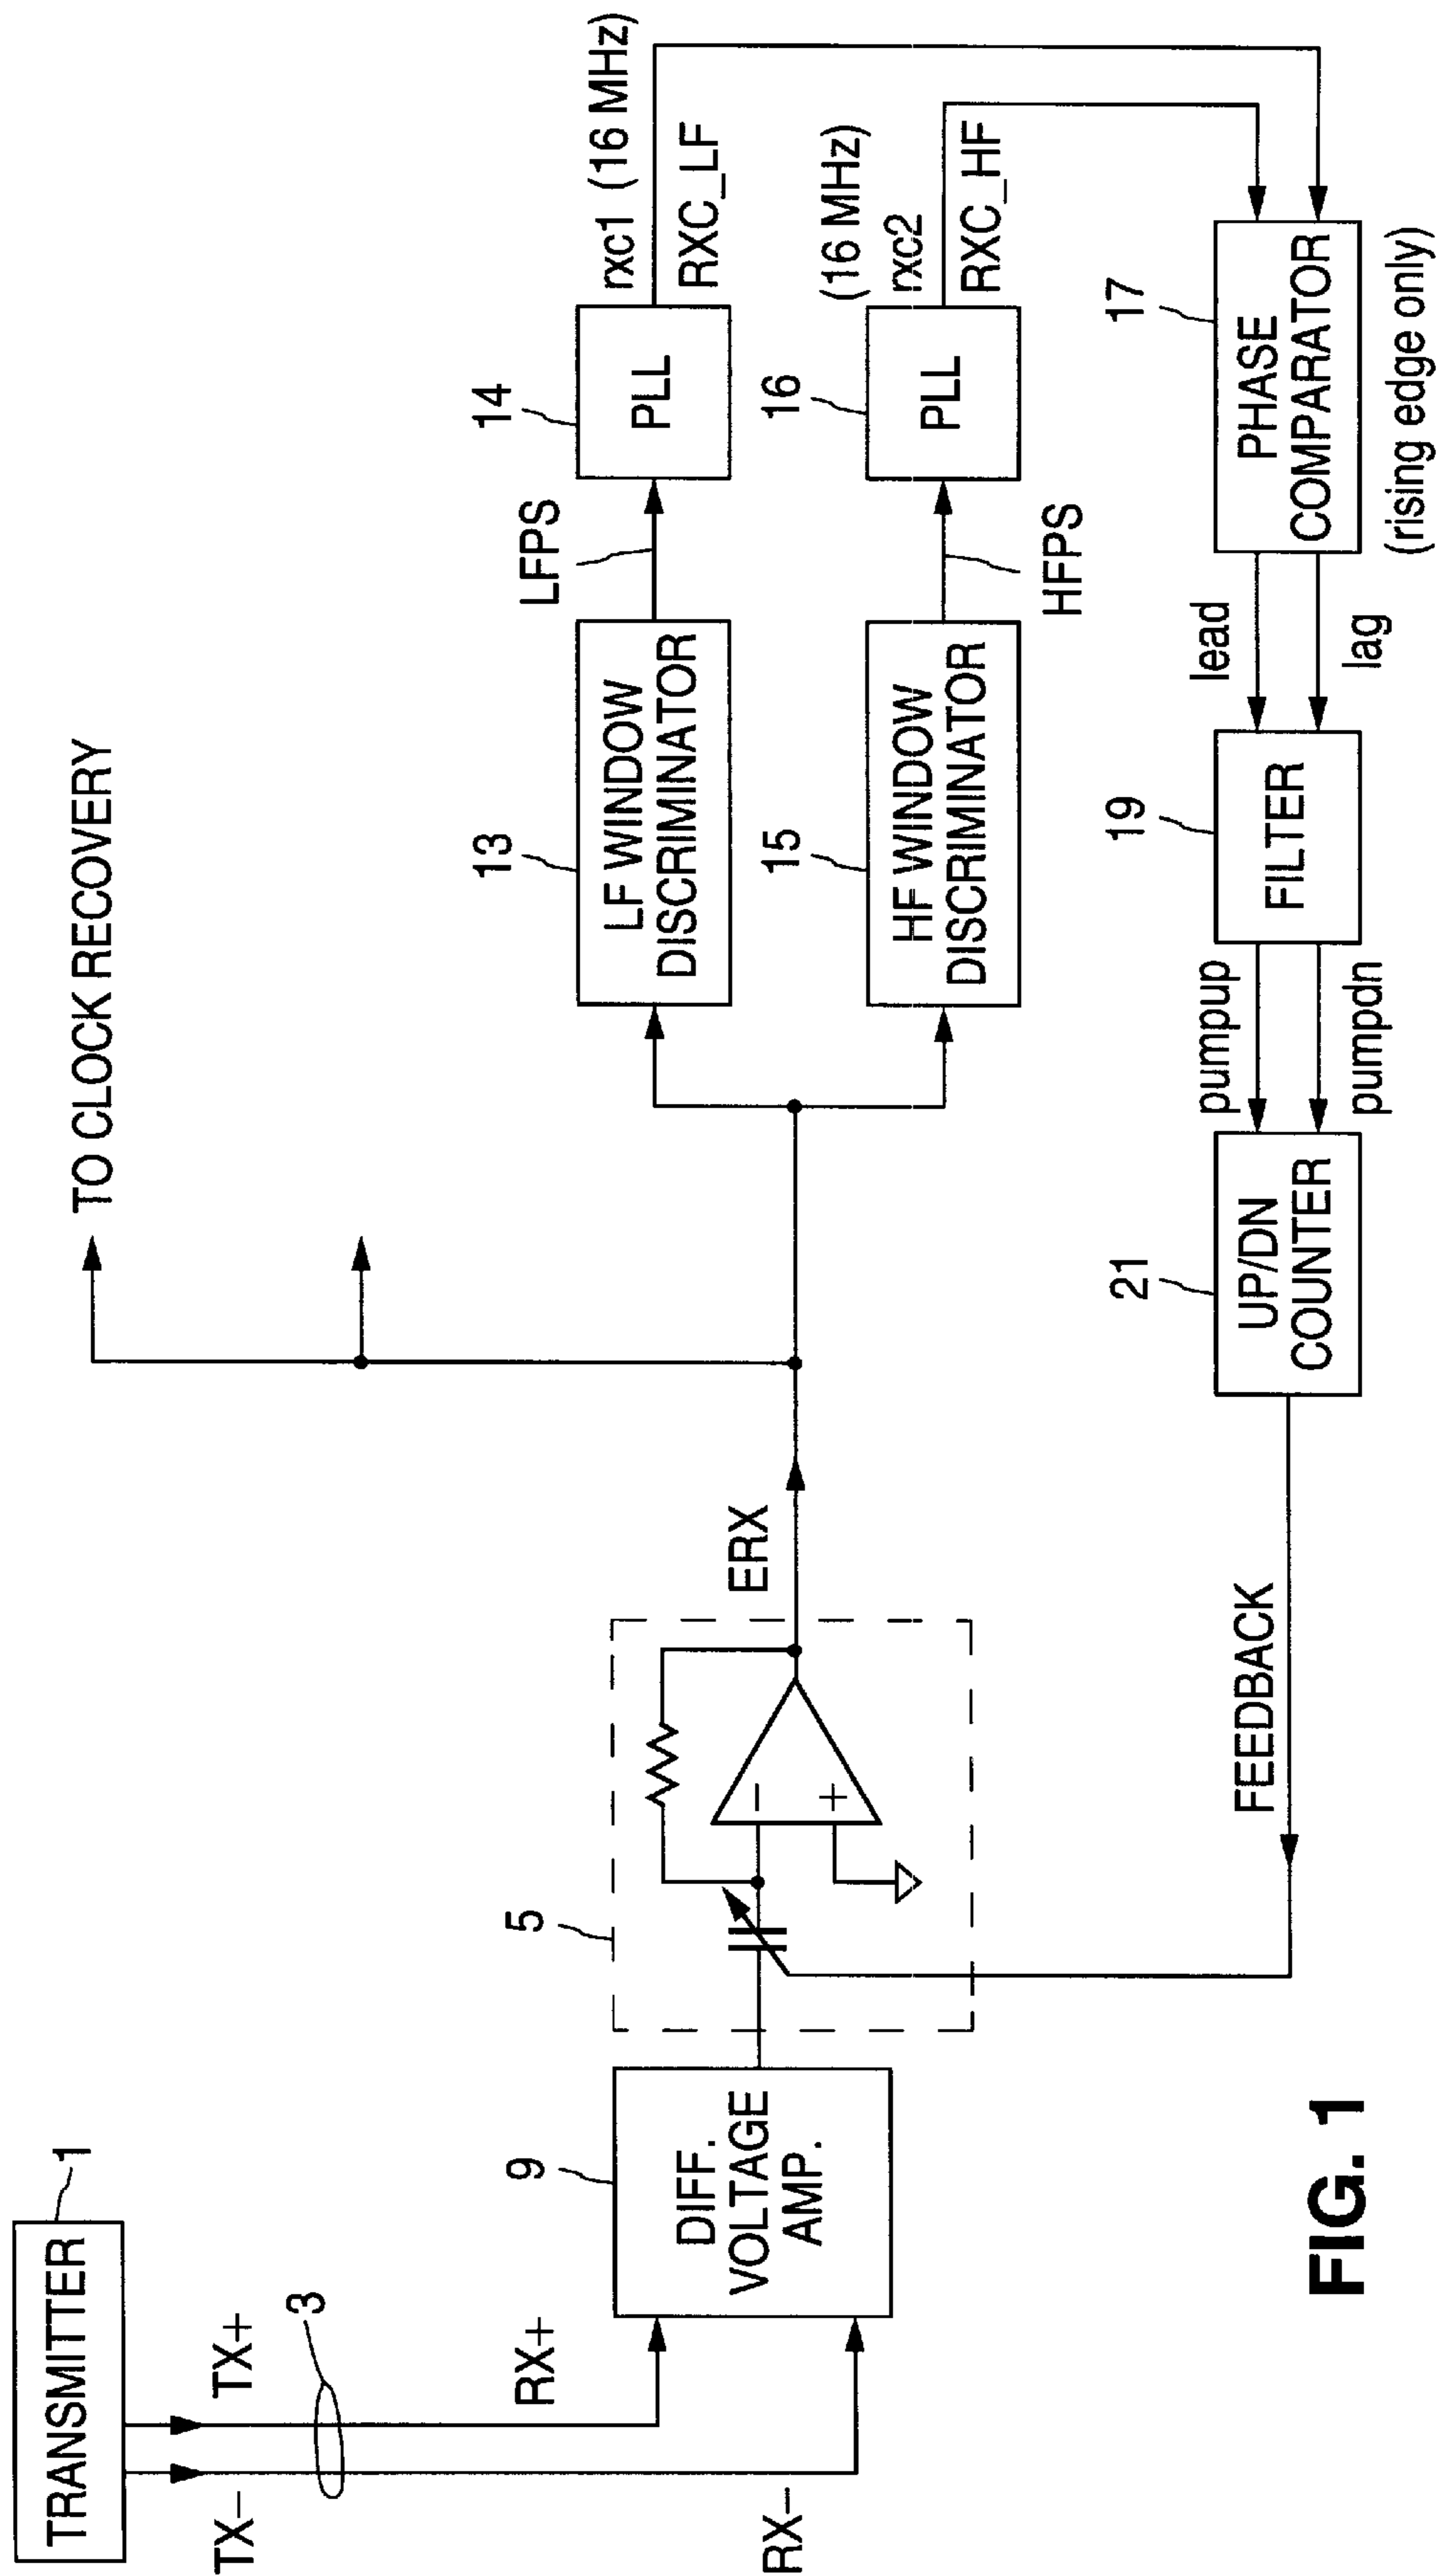 TRANSMITTER
1
TX+
TX−
3
RX+
RX−
9
DIFF.
VOLTAGE
AMP.
5
−
+
ERX
TO CLOCK RECOVERY
13
LF WINDOW
DISCRIMINATOR
LFPS
14
PLL
rxc1 (16 MHz)
RXC_LF
15
HF WINDOW
DISCRIMINATOR
HFPS
16
PLL
(16 MHz)
rxc2
RXC_HF
17
PHASE
COMPARATOR
(rising edge only)
lead
lag
19
FILTER
pumpup
pumpdn
21
UP/DN
COUNTER
FEEDBACK
FIG. 1